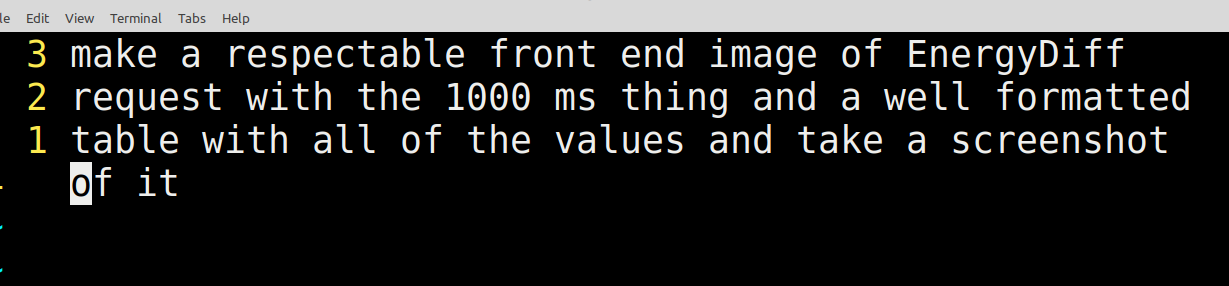 le Edit View Terminal Tabs Help
3 make a respectable front end image of EnergyDiff
2 request with the 1000 ms thing and a well formatted
1 table with all of the values and take a screenshot
of it